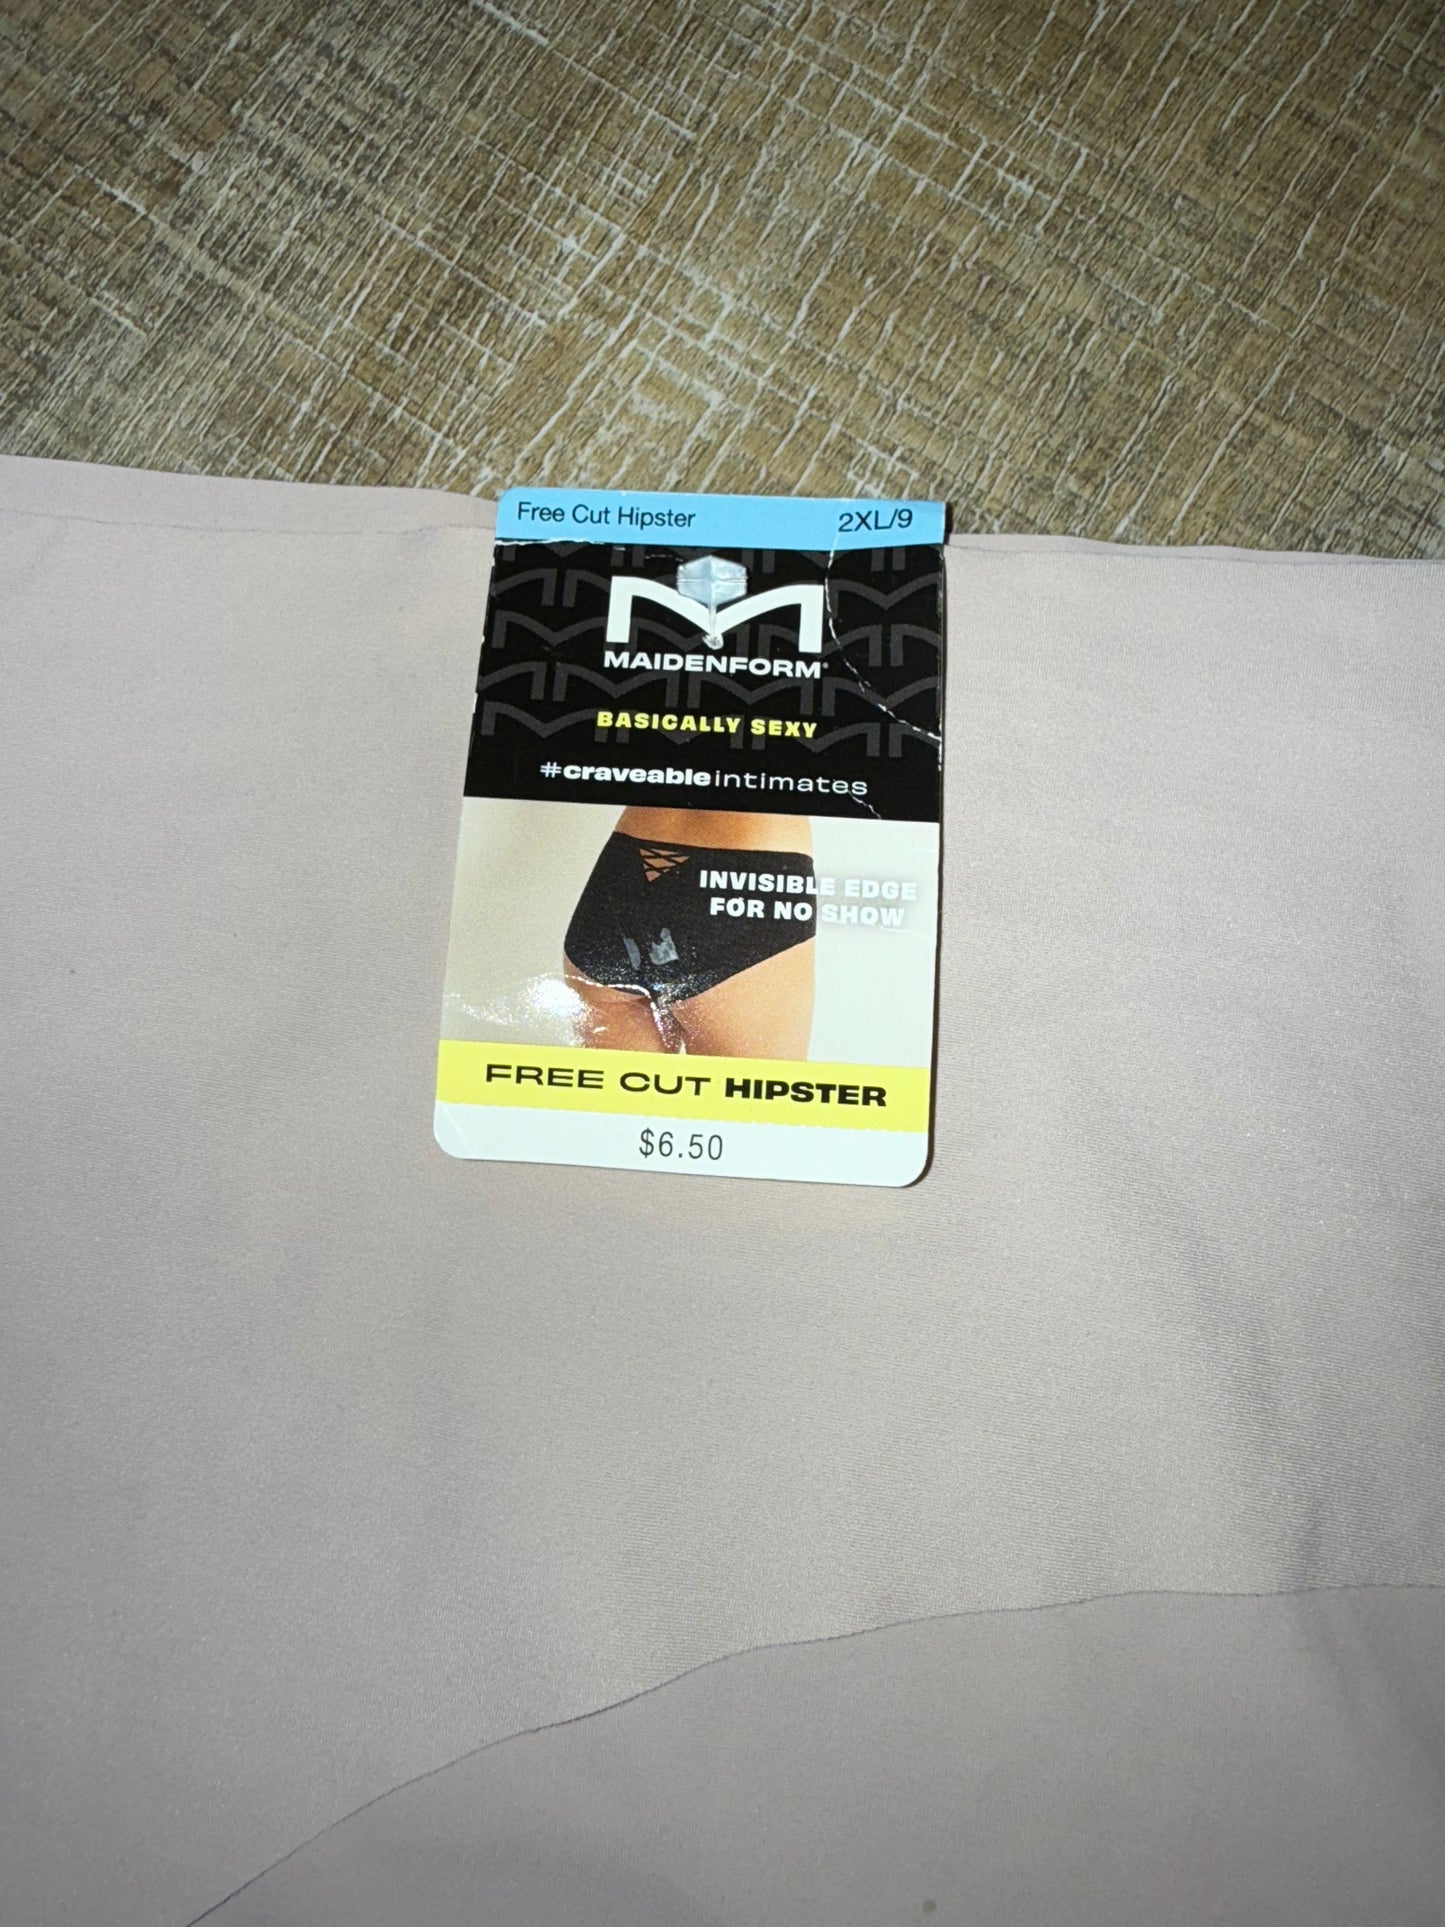 Free Cut Hipster 2XL/9
MAIDENFORM®
BASICALLY SEXY
#craveableintimates
INVISIBLE EDGE
FOR NO SHOW
FREE CUT HIPSTER
$6.50